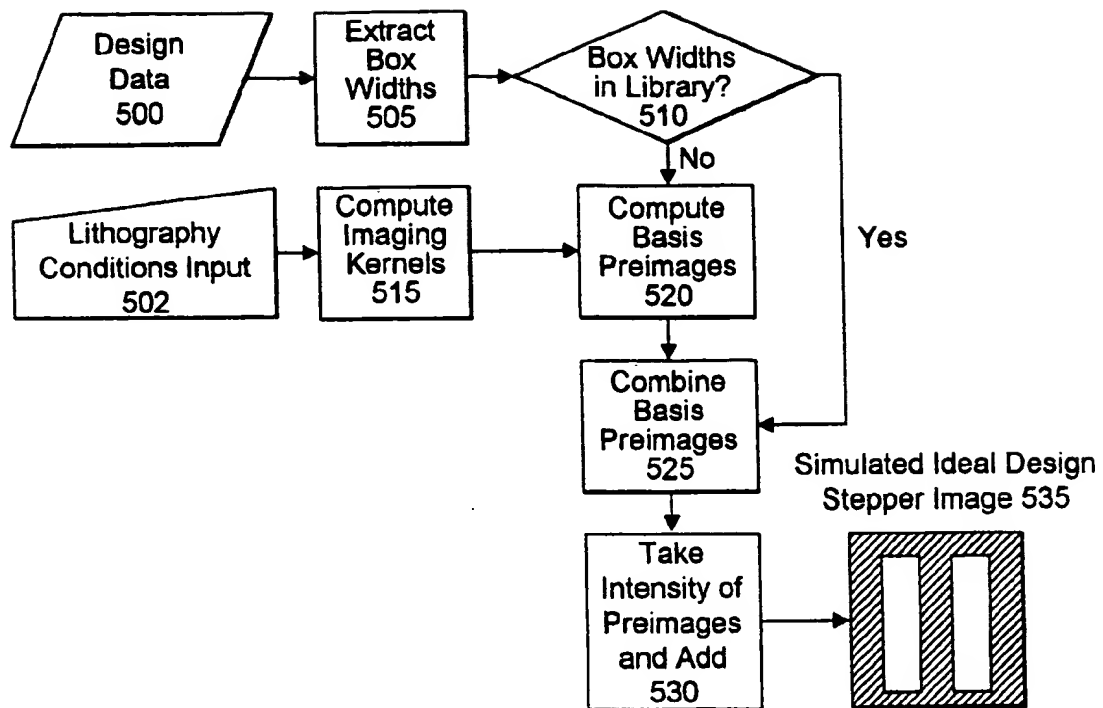 Design
Data
500
Extract
Box
Widths
505
Box Widths
in Library?
510
No
Yes
Lithography
Conditions Input
502
Compute
Imaging
Kernels
515
Compute
Basis
Preimages
520
Combine
Basis
Preimages
525
Simulated Ideal Design
Stepper Image 535
Take
Intensity of
Preimages
and Add
530